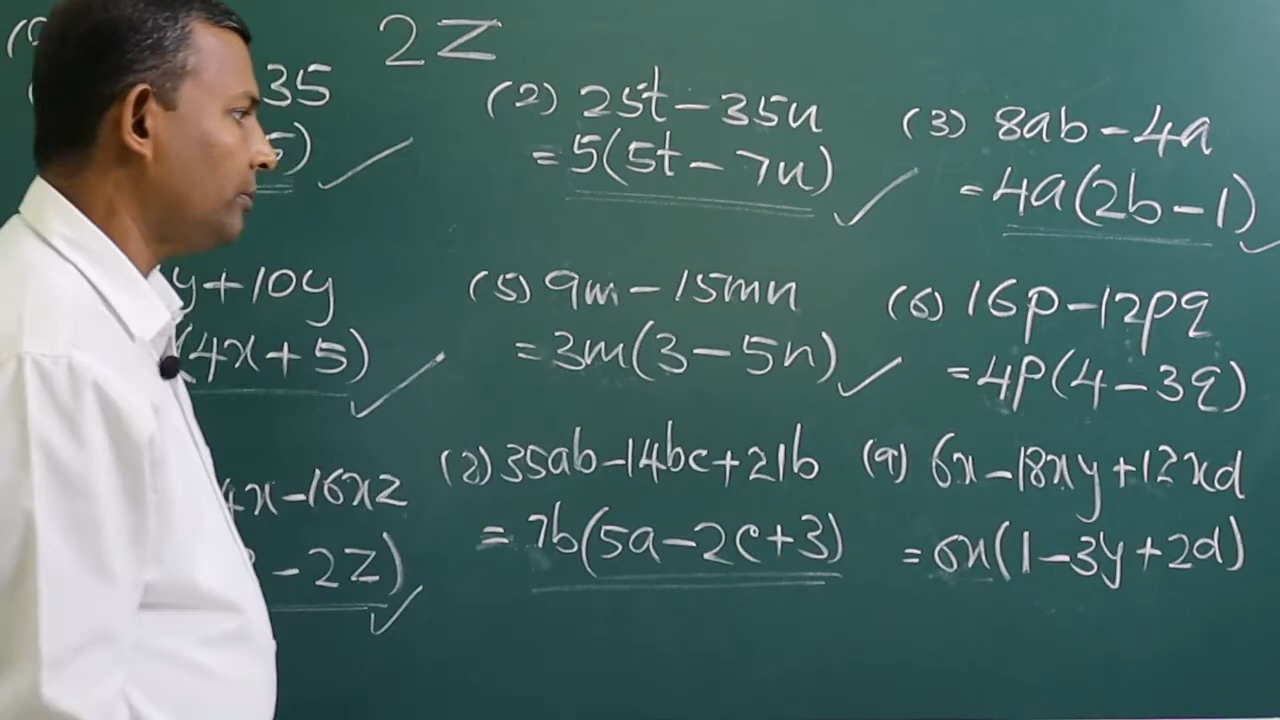 2Z
35
5)
(2) 25t - 35u
= 5(5t - 7u)
(3) 8ab - 4a
= 4a(2b - 1)
y + 10y
(4x + 5)
(5) 9m - 15mn
= 3m(3 - 5n)
(6) 16p - 12pq
= 4p(4 - 3q)
4x - 16xz
- 2Z)
(8) 35ab - 14bc + 21b
= 7b(5a - 2c + 3)
(9) 6x - 18xy + 12xd
= 6x(1 - 3y + 2d)